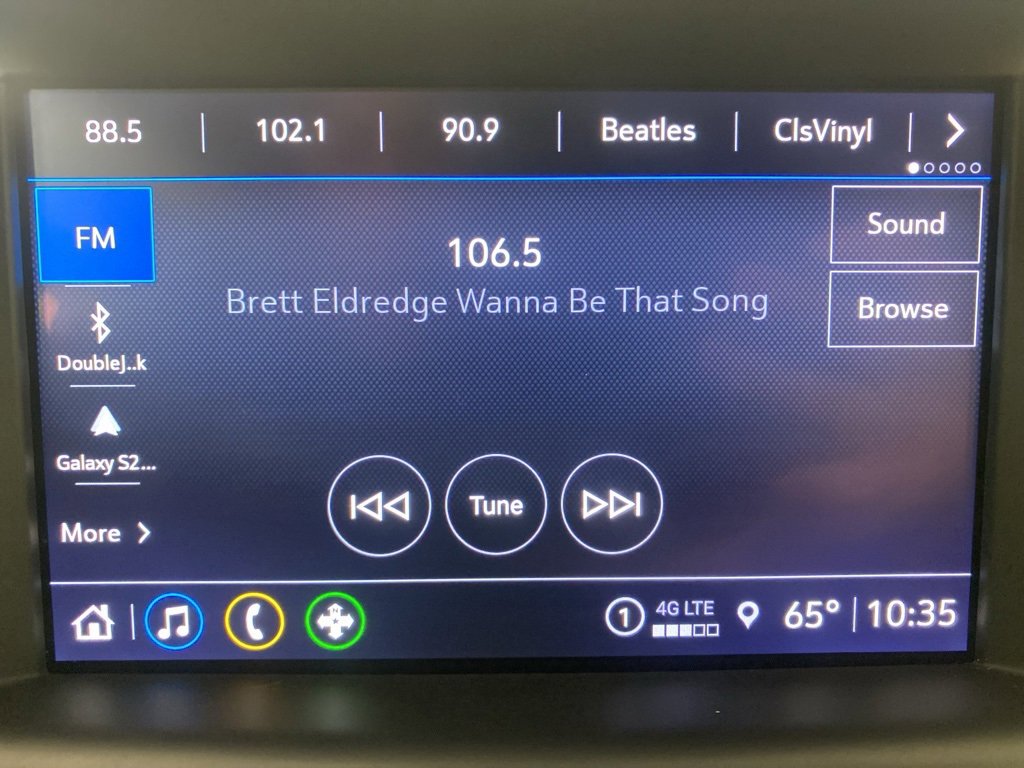 88.5 102.1 90.9 Beatles ClsVinyl
FM
106.5
Sound
Brett Eldredge Wanna Be That Song
Browse
DoubleJ..k
Galaxy S2...
Tune
More
1 4G LTE 65° 10:35